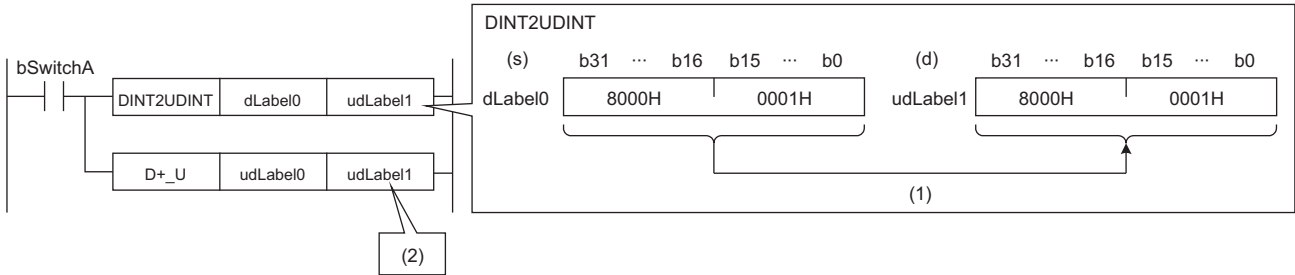 DINT2UDINT
(s) b31 ··· b16 b15 ··· b0 (d) b31 ··· b16 b15 ··· b0
bSwitchA
DINT2UDINT dLabel0 udLabel1
dLabel0 8000H 0001H udLabel1 8000H 0001H
D+_U udLabel0 udLabel1
(1)
(2)